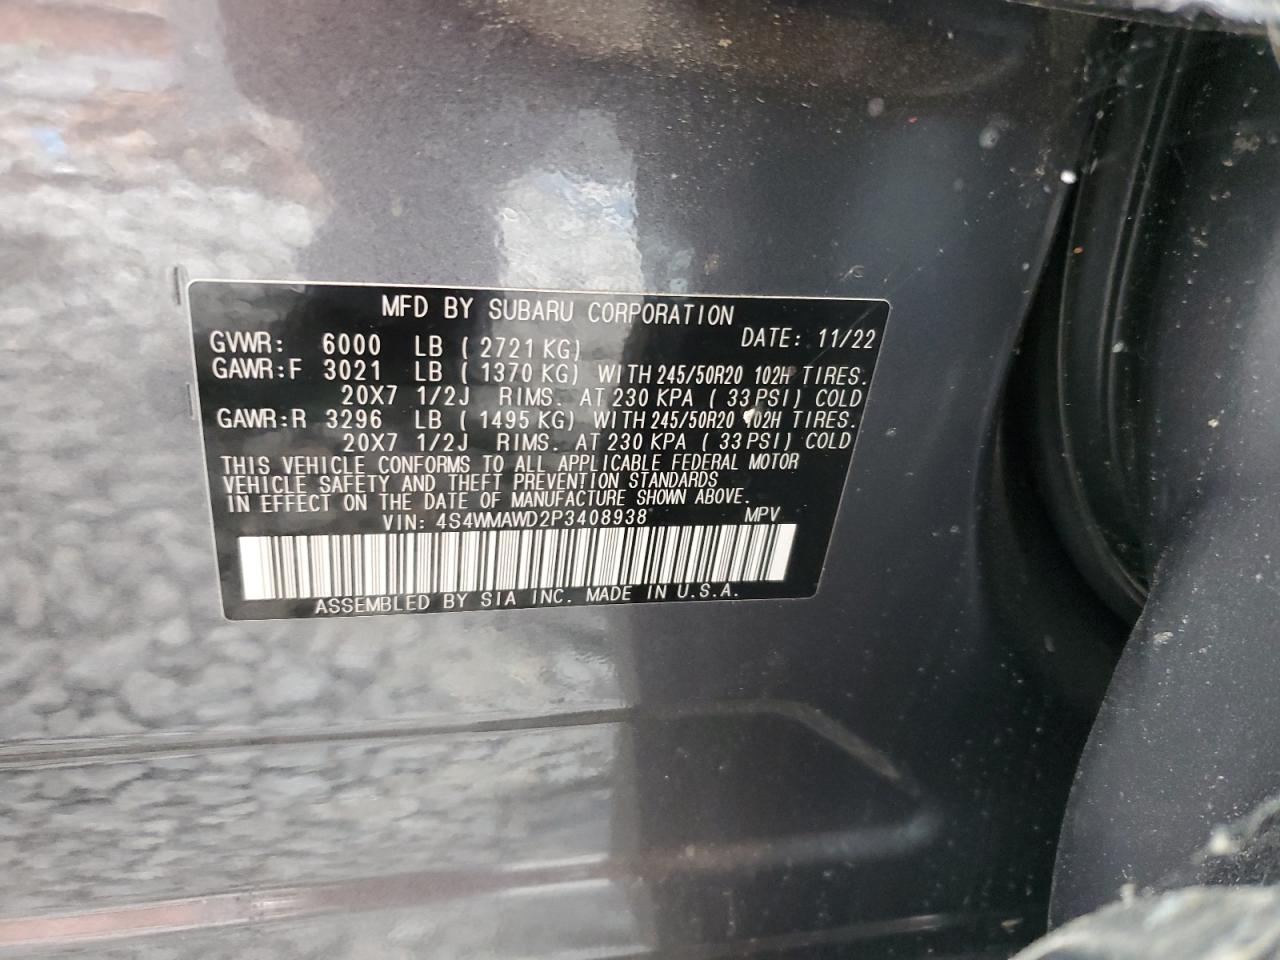 MFD BY SUBARU CORPORATION
DATE: 11/22
GVWR: 6000 LB ( 2721 KG)
GAWR:F 3021 LB ( 1370 KG) WITH 245/50R20 102H TIRES.
20X7 1/2J RIMS. AT 230 KPA ( 33 PSI) COLD
GAWR:R 3296 LB ( 1495 KG) WITH 245/50R20 102H TIRES.
20X7 1/2J RIMS. AT 230 KPA ( 33 PSI) COLD
THIS VEHICLE CONFORMS TO ALL APPLICABLE FEDERAL MOTOR
VEHICLE SAFETY AND THEFT PREVENTION STANDARDS
IN EFFECT ON THE DATE OF MANUFACTURE SHOWN ABOVE.
VIN: 4S4WMAWD2P3408938 MPV
ASSEMBLED BY SIA INC. MADE IN U.S.A.